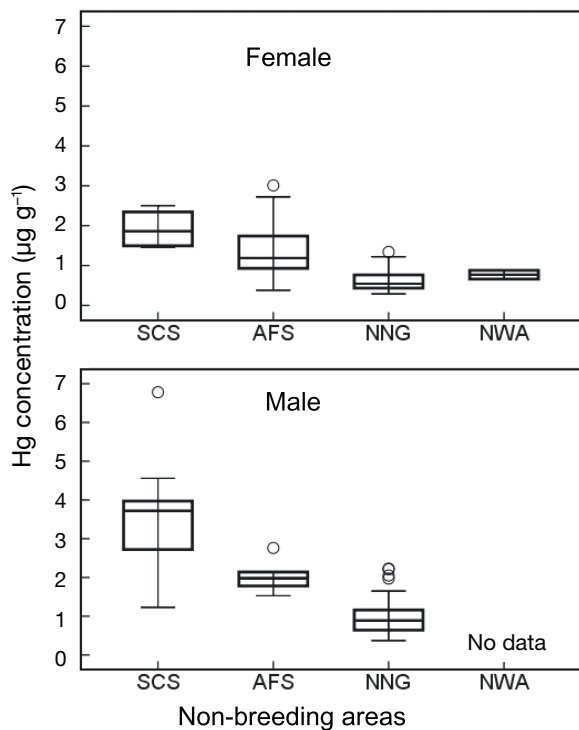 Hg concentration (µg g⁻¹)
7
6
5
4
3
2
1
0
Female
SCS AFS NNG NWA
7
6
5
4
3
2
1
0
Male
No data
SCS AFS NNG NWA
Non-breeding areas